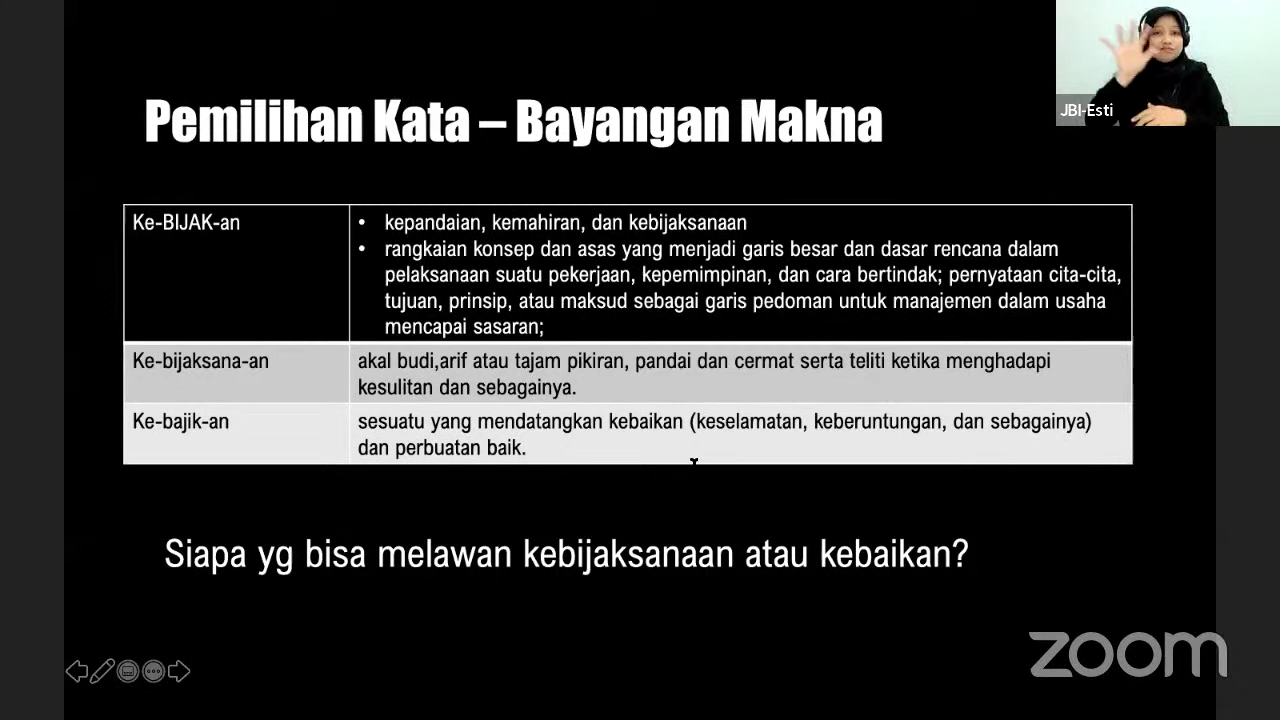 JBI-Esti
Pemilihan Kata – Bayangan Makna
Ke-BIJAK-an
• kepandaian, kemahiran, dan kebijaksanaan
• rangkaian konsep dan asas yang menjadi garis besar dan dasar rencana dalam
pelaksanaan suatu pekerjaan, kepemimpinan, dan cara bertindak; pernyataan cita-cita,
tujuan, prinsip, atau maksud sebagai garis pedoman untuk manajemen dalam usaha
mencapai sasaran;
Ke-bijaksana-an
akal budi,arif atau tajam pikiran, pandai dan cermat serta teliti ketika menghadapi
kesulitan dan sebagainya.
Ke-bajik-an
sesuatu yang mendatangkan kebaikan (keselamatan, keberuntungan, dan sebagainya)
dan perbuatan baik.
Siapa yg bisa melawan kebijaksanaan atau kebaikan?
zoom